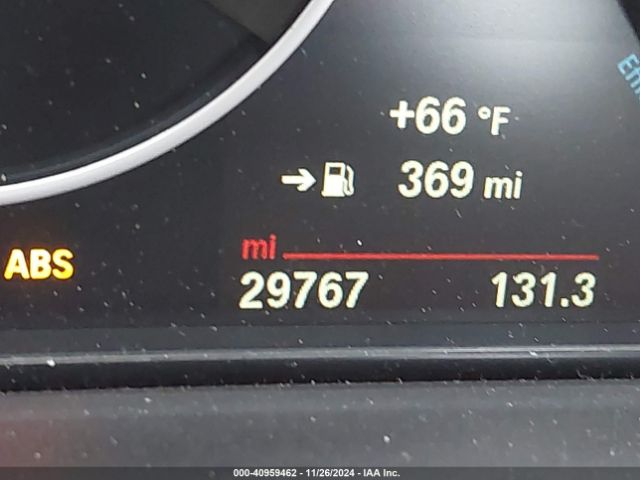 +66 °F
369 mi
ABS
mi
29767 131.3
000-40959462 - 11/26/2024 - IAA Inc.